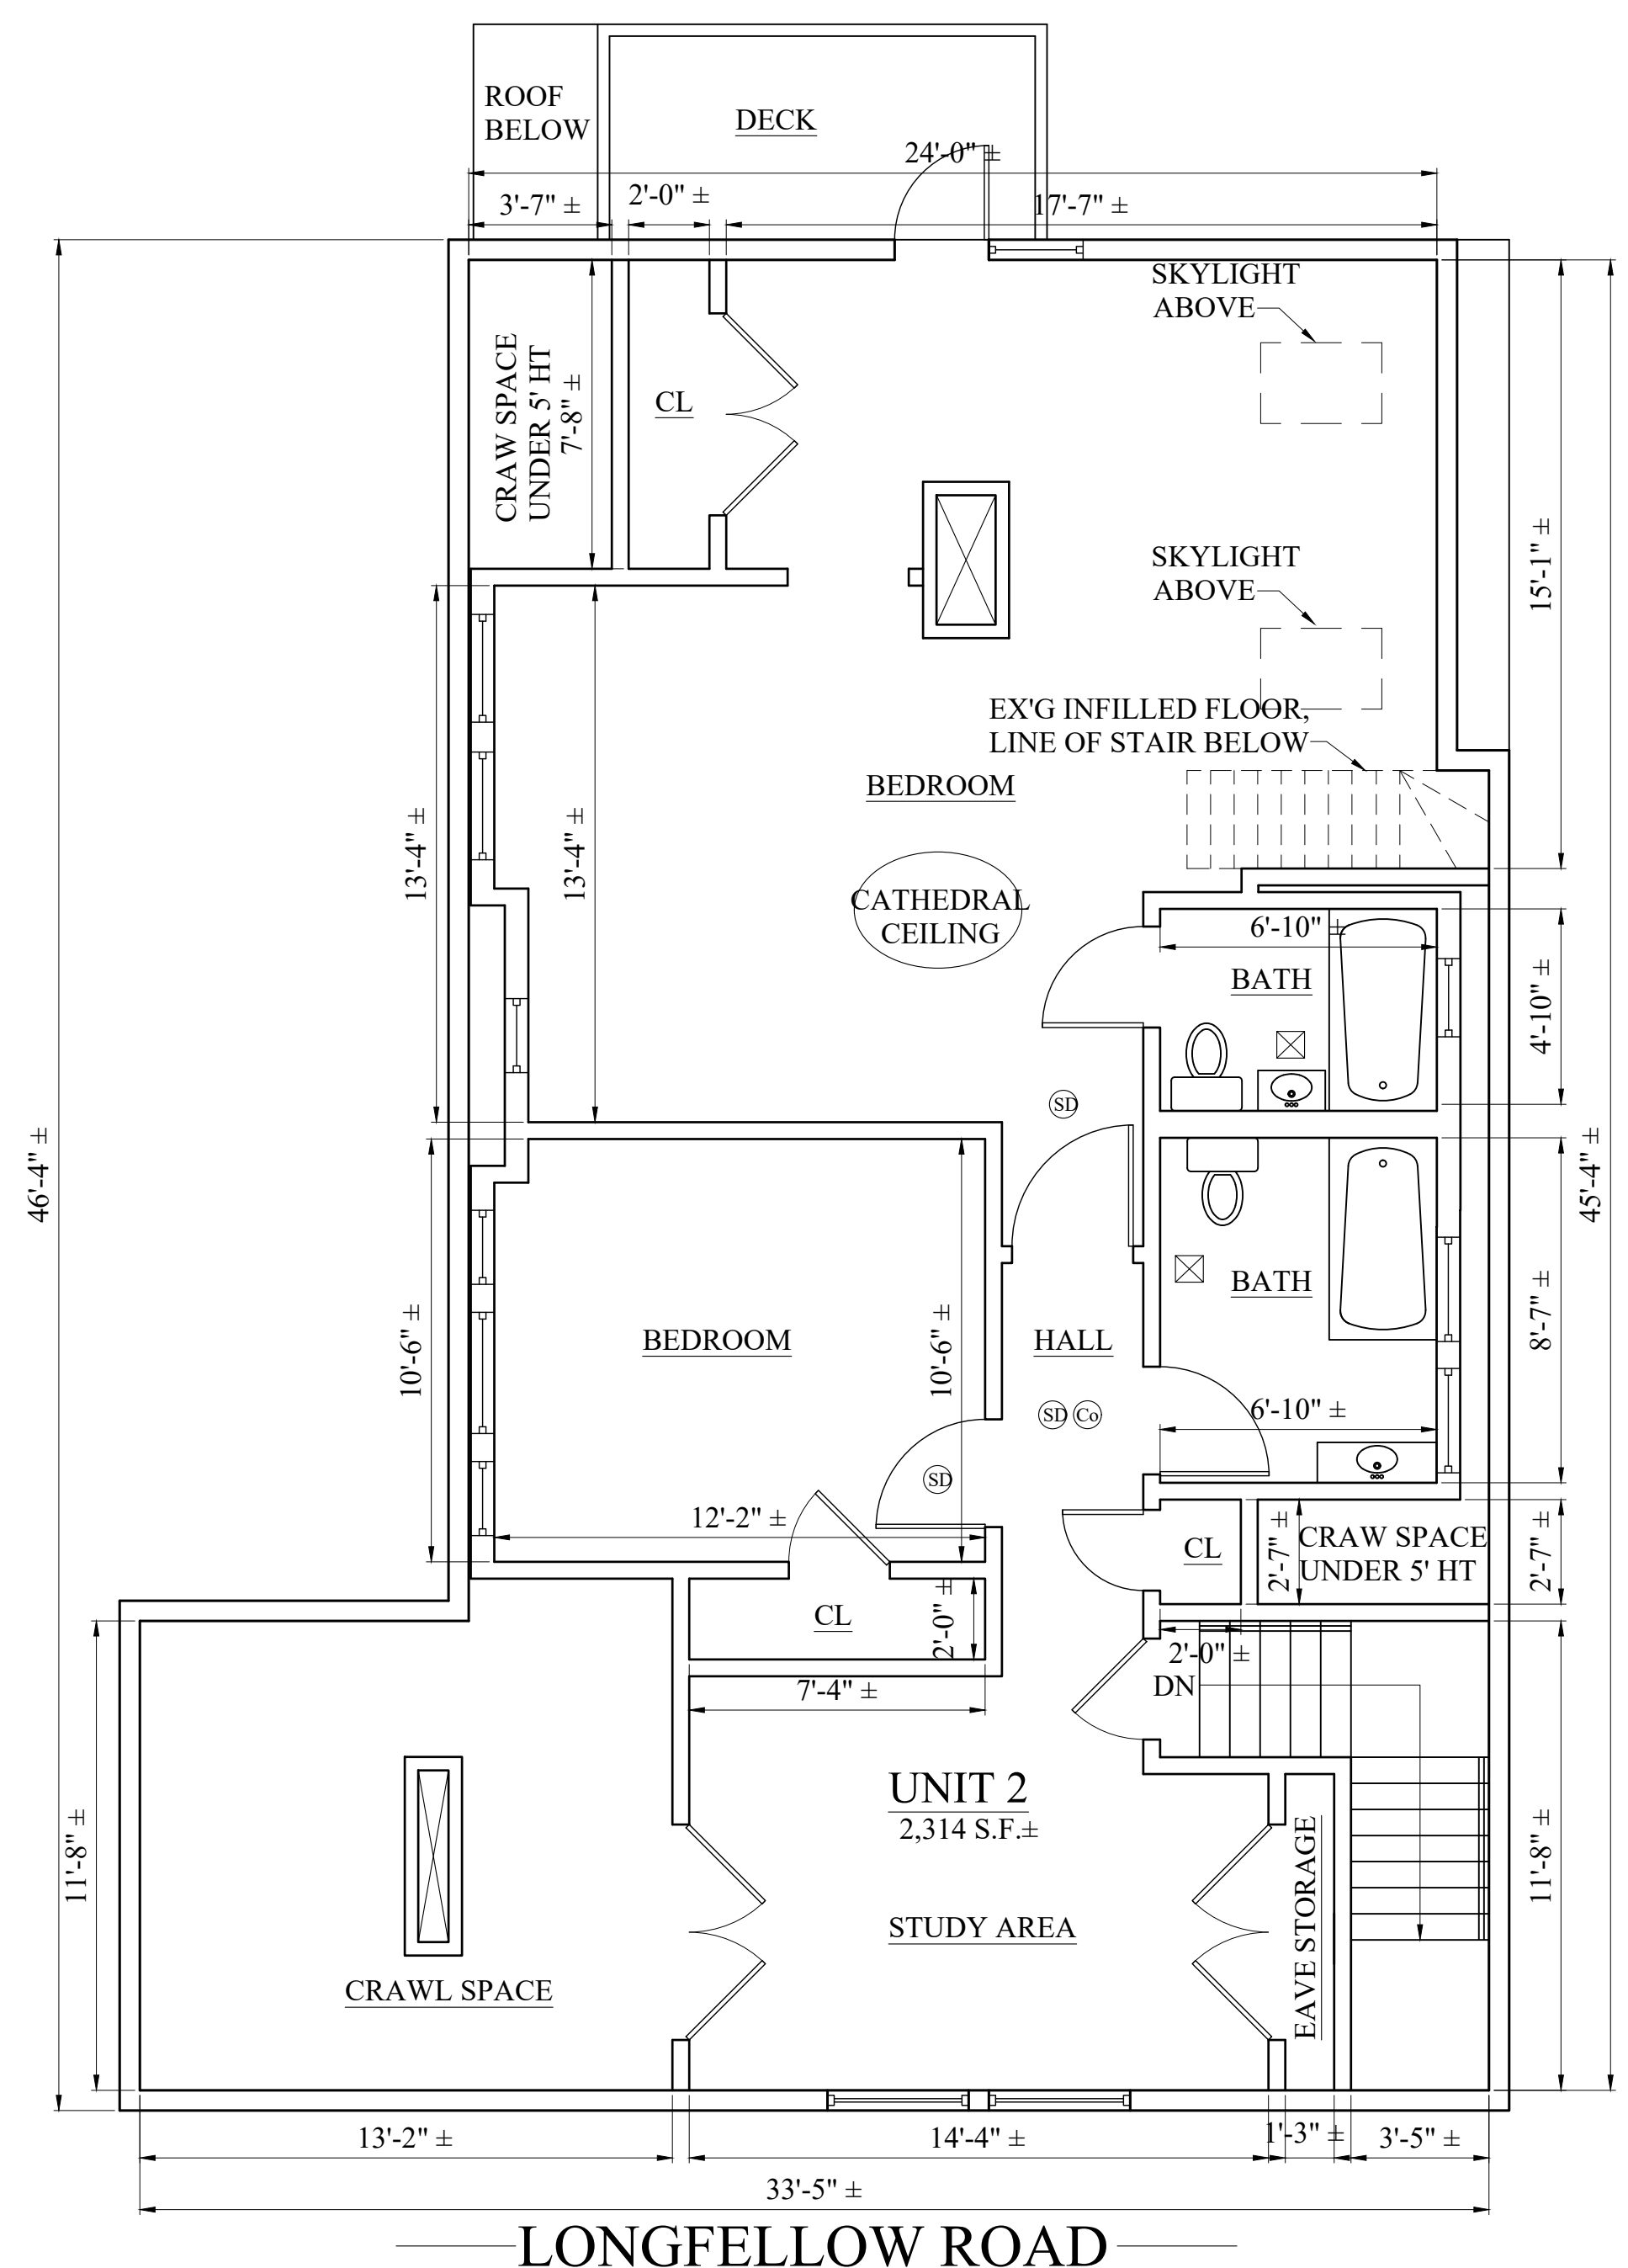 ROOF
BELOW
DECK
24'-0" ±
3'-7" ±
2'-0" ±
17'-7" ±
SKYLIGHT
ABOVE
CRAW SPACE
UNDER 5' HT
7'-8" ±
CL
15'-1" ±
SKYLIGHT
ABOVE
EX'G INFILLED FLOOR,
LINE OF STAIR BELOW
BEDROOM
13'-4" ±
13'-4" ±
CATHEDRAL
CEILING
6'-10" ±
BATH
4'-10" ±
SD
46'-4" ±
45'-4" ±
BATH
8'-7" ±
BEDROOM
HALL
10'-6" ±
10'-6" ±
SD
Co
6'-10" ±
SD
12'-2" ±
CL
2'-7" ±
CRAW SPACE
UNDER 5' HT
2'-7" ±
CL
2'-0" ±
2'-0" ±
DN
7'-4" ±
UNIT 2
2,314 S.F.±
11'-8" ±
11'-8" ±
STUDY AREA
EAVE STORAGE
CRAWL SPACE
13'-2" ±
14'-4" ±
1'-3" ±
3'-5" ±
33'-5" ±
LONGFELLOW ROAD